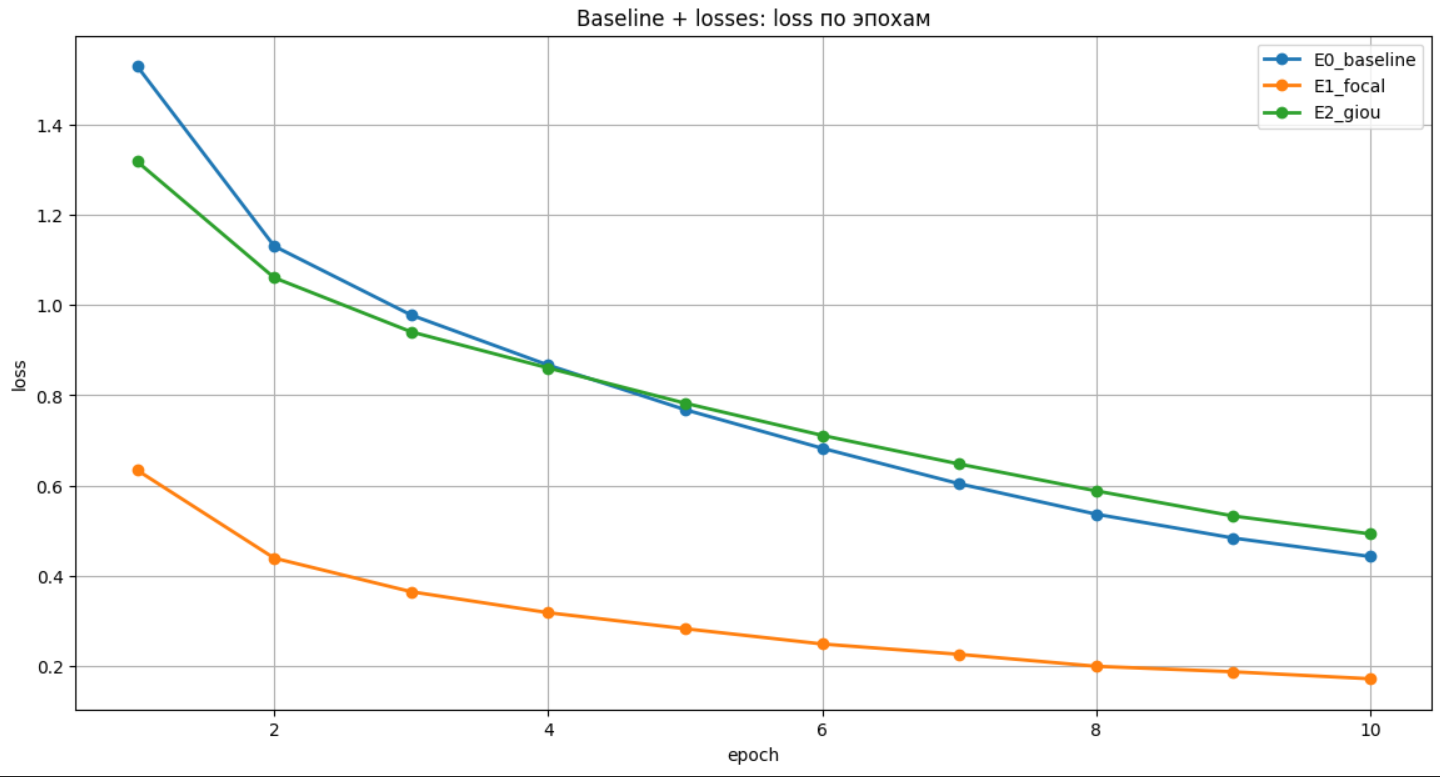 Baseline + losses: loss по эпохам
E0_baseline
E1_focal
E2_giou
loss
1.4
1.2
1.0
0.8
0.6
0.4
0.2
2 4 6 8 10
epoch